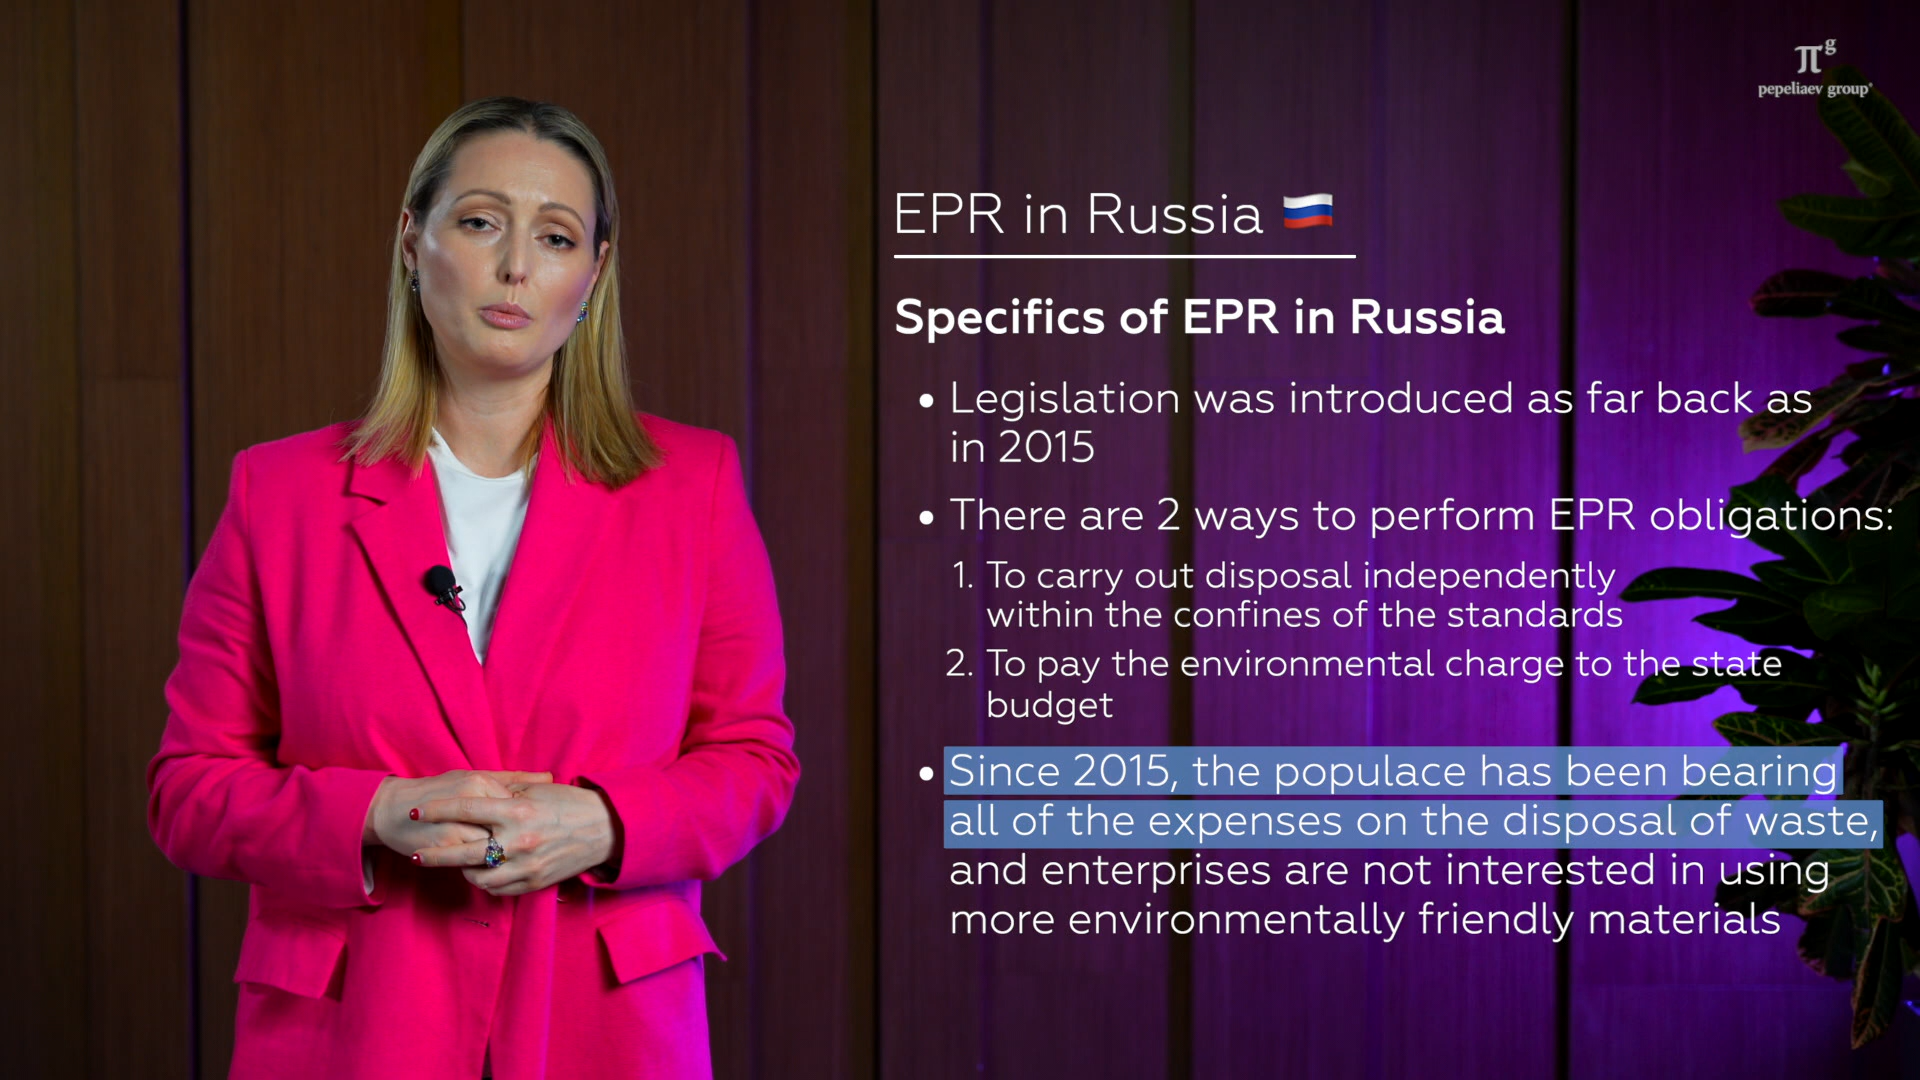 πg
pepeliaev group®
EPR in Russia
Specifics of EPR in Russia
• Legislation was introduced as far back as
in 2015
• There are 2 ways to perform EPR obligations:
1. To carry out disposal independently
within the confines of the standards
2. To pay the environmental charge to the state
budget
• Since 2015, the populace has been bearing
all of the expenses on the disposal of waste,
and enterprises are not interested in using
more environmentally friendly materials